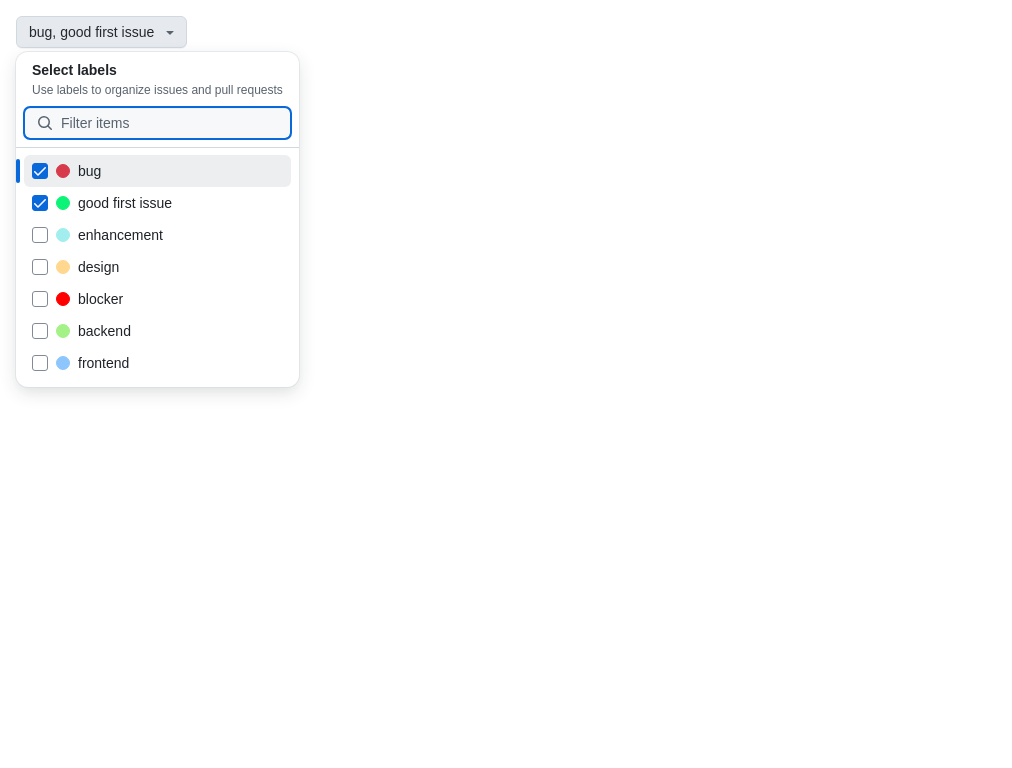 bug, good first issue
Select labels
Use labels to organize issues and pull requests
Filter items
bug
good first issue
enhancement
design
blocker
backend
frontend